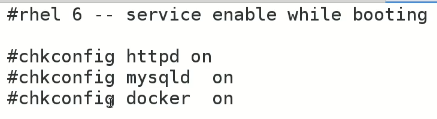 #rhel 6 -- service enable while booting
#chkconfig httpd on
#chkconfig mysqld  on
#chkconfig docker  on